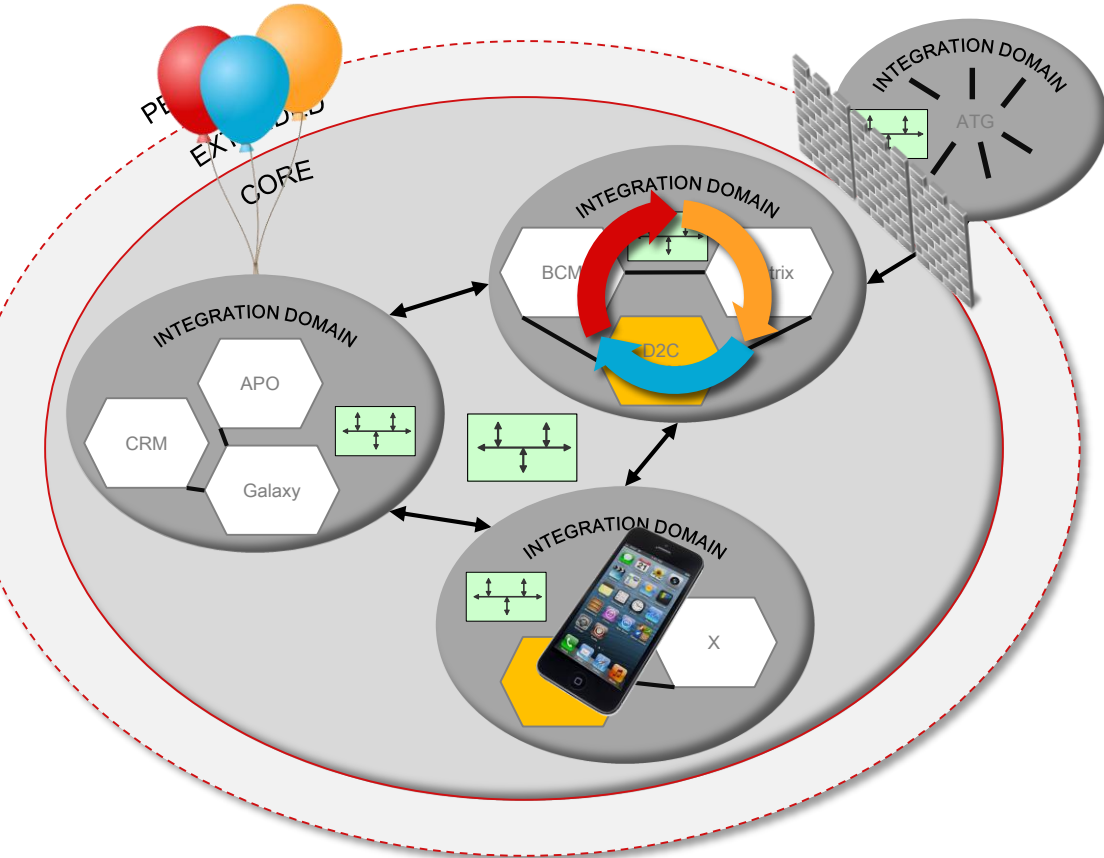 INTEGRATION DOMAIN
ATG
CORE
INTEGRATION DOMAIN
BCM
D2C
INTEGRATION DOMAIN
APO
CRM
Galaxy
INTEGRATION DOMAIN
X